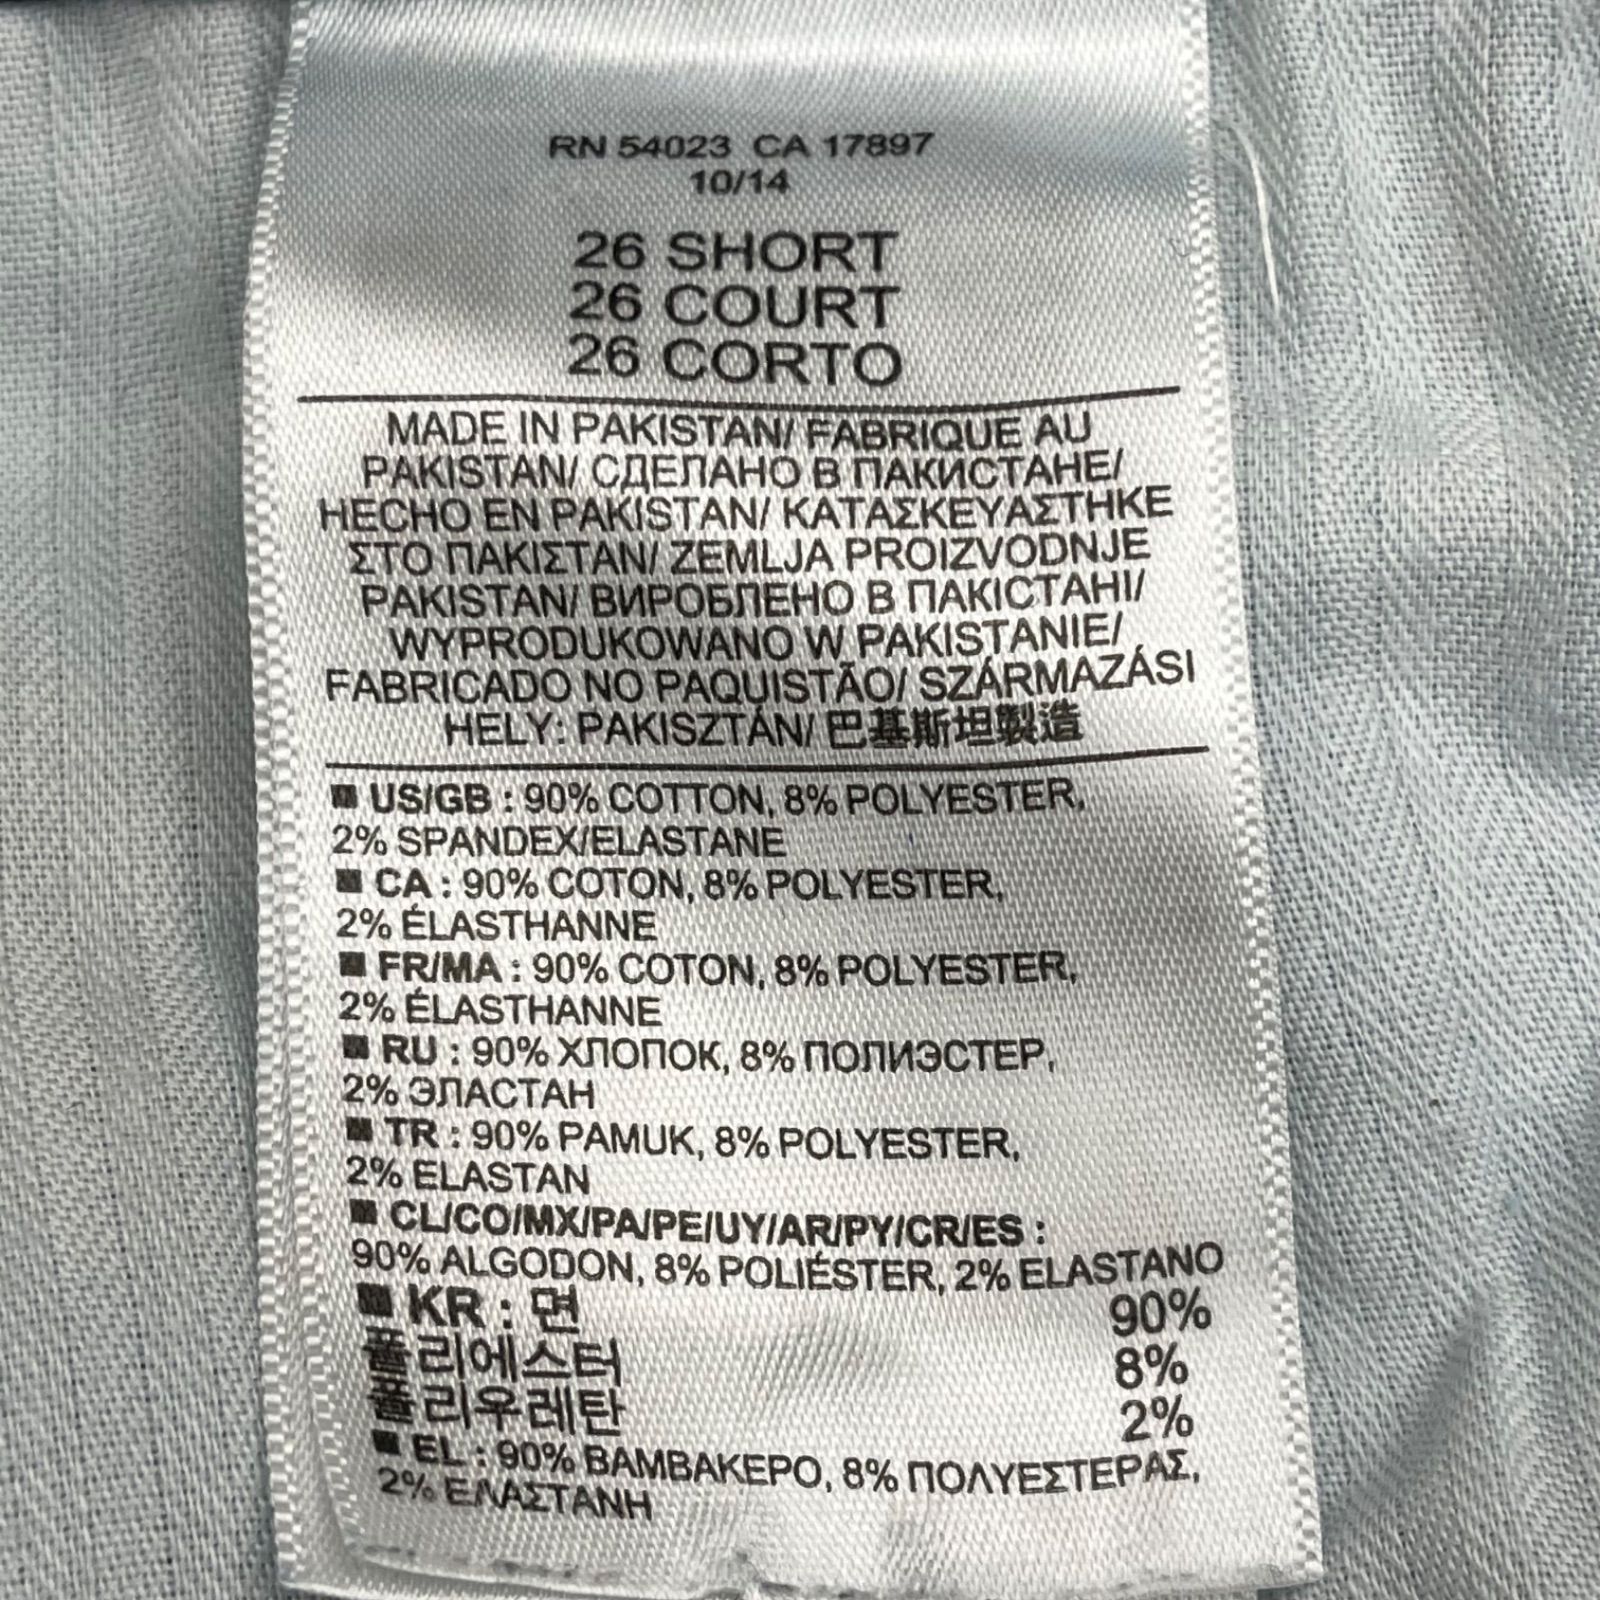 RN 54023 CA 17897
10/14
26 SHORT
26 COURT
26 CORTO
MADE IN PAKISTAN/ FABRIQUE AU
PAKISTAN/ СДЕЛАНО В ПАКИСТАНЕ/
HECHO EN PAKISTAN/ ΚΑΤΑΣΚΕΥΑΣΤΗΚΕ
ΣΤΟ ΠΑΚΙΣΤΑΝ/ ZEMLJA PROIZVODNJE
PAKISTAN/ ВИРОБЛЕНО В ПАКІСТАНІ/
WYPRODUKOWANO W PAKISTANIE/
FABRICADO NO PAQUISTÃO/ SZÁRMAZÁSI
HELY: PAKISZTÁN/ 巴基斯坦製造
■ US/GB : 90% COTTON, 8% POLYESTER,
2% SPANDEX/ELASTANE
■ CA : 90% COTON, 8% POLYESTER,
2% ÉLASTHANNE
■ FR/MA : 90% COTON, 8% POLYESTER,
2% ÉLASTHANNE
■ RU : 90% ХЛОПОК, 8% ПОЛИЭСТЕР,
2% ЭЛАСТАН
■ TR : 90% PAMUK, 8% POLYESTER,
2% ELASTAN
■ CL/CO/MX/PA/PE/UY/AR/PY/CR/ES :
90% ALGODON, 8% POLIÉSTER, 2% ELASTANO
■ KR : 면 90%
폴리에스터 8%
폴리우레탄 2%
■ EL : 90% ΒΑΜΒΑΚΕΡΟ, 8% ΠΟΛΥΕΣΤΕΡΑΣ,
2% ΕΛΑΣΤΑΝΗ